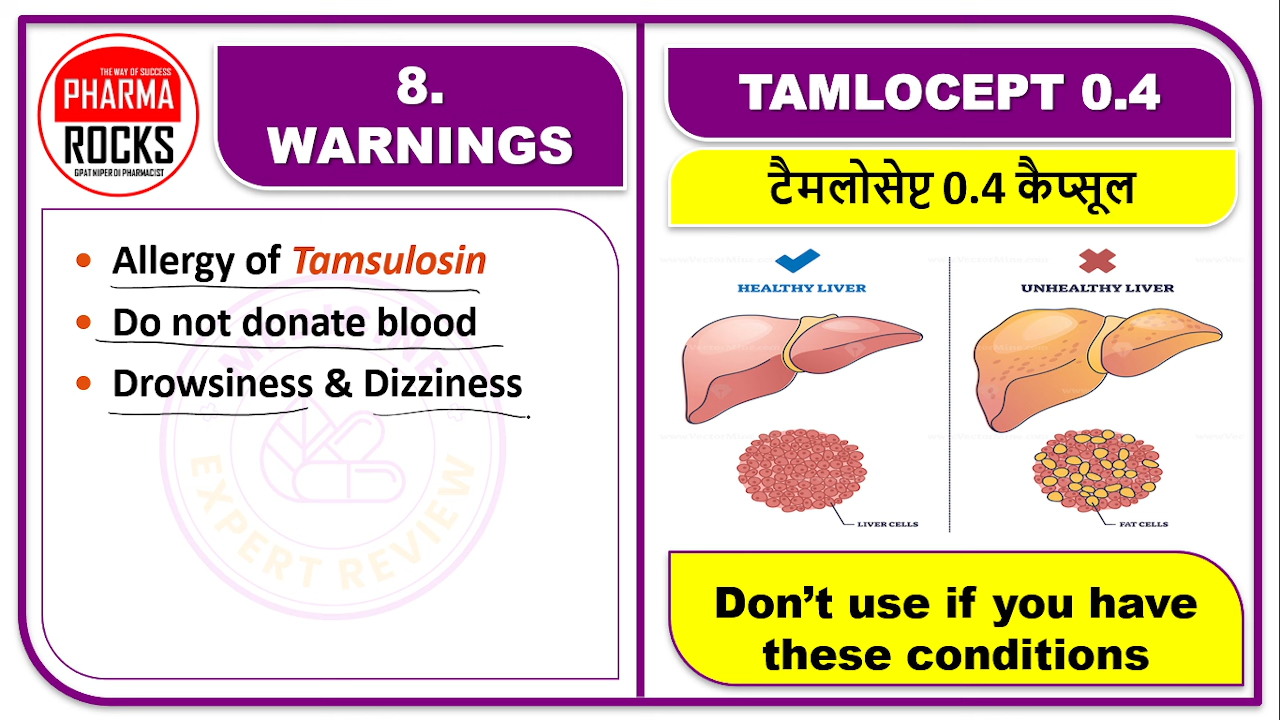 THE WAY OF SUCCESS
PHARMA
ROCKS
GPAT NIPER DI PHARMACIST
8.
WARNINGS
• Allergy of Tamsulosin
• Do not donate blood
• Drowsiness & Dizziness
EXPERT REVIEW
TAMLOCEPT 0.4
टैमलोसेप्ट 0.4 कैप्सूल
HEALTHY LIVER
UNHEALTHY LIVER
LIVER CELLS
FAT CELLS
Don’t use if you have
these conditions